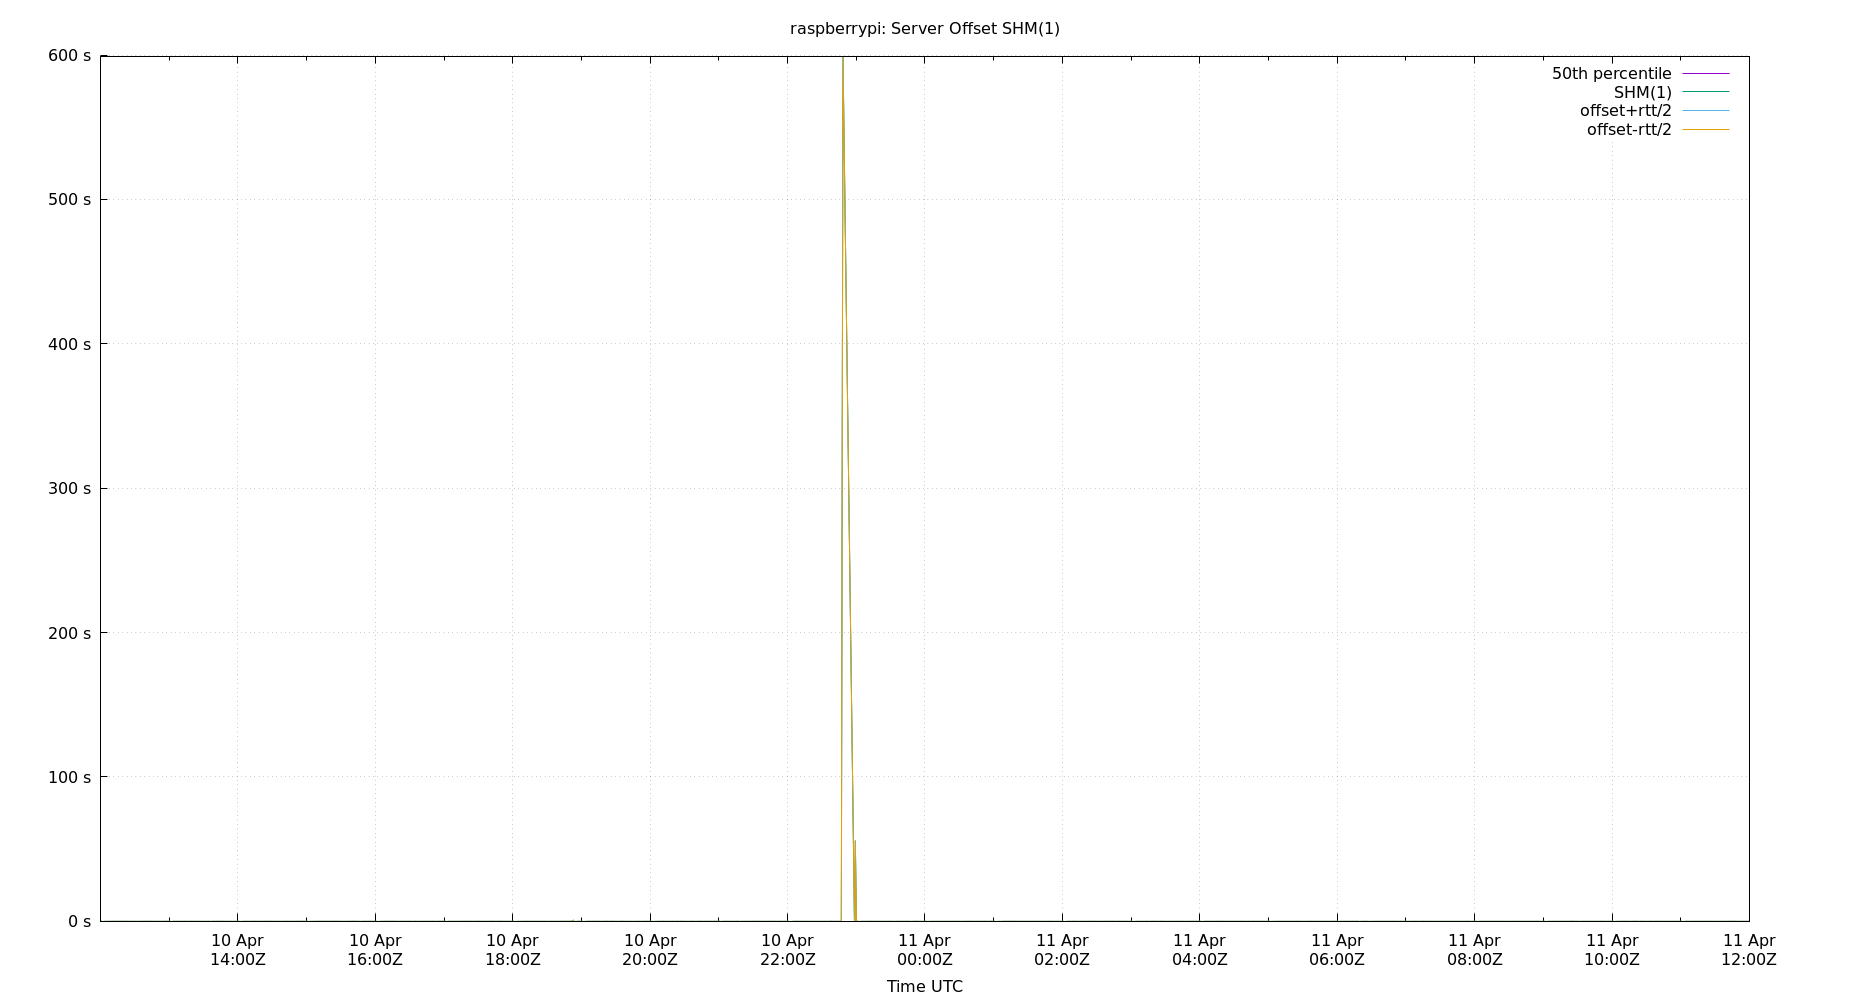 raspberrypi: Server Offset SHM(1)
600 s
500 s
400 s
300 s
200 s
100 s
0 s
50th percentile
SHM(1)
offset+rtt/2
offset-rtt/2
10 Apr 10 Apr 10 Apr 10 Apr 10 Apr 11 Apr 11 Apr 11 Apr 11 Apr 11 Apr 11 Apr 11 Apr
14:00Z 16:00Z 18:00Z 20:00Z 22:00Z 00:00Z 02:00Z 04:00Z 06:00Z 08:00Z 10:00Z 12:00Z
Time UTC